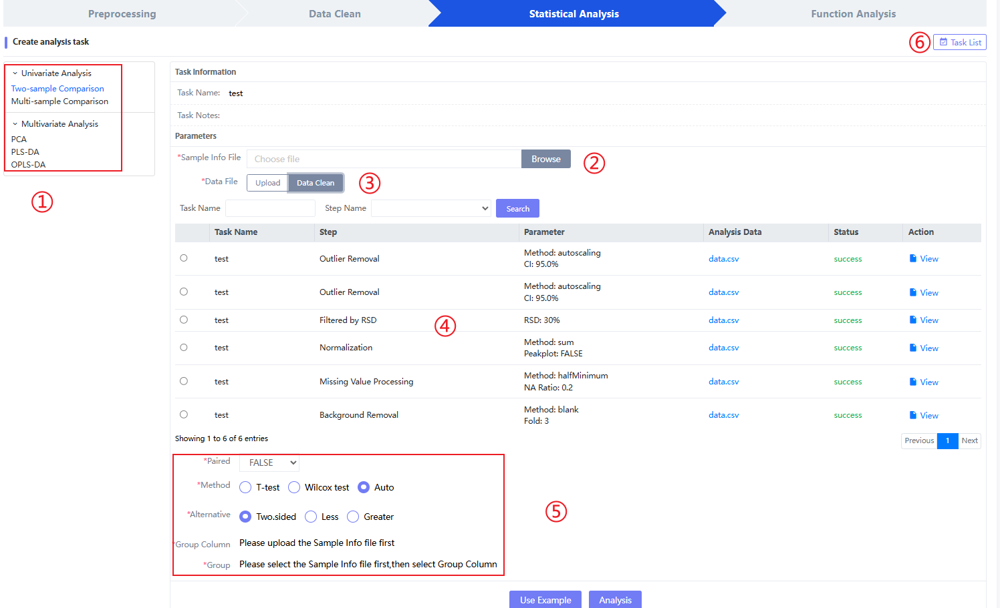 Preprocessing Data Clean Statistical Analysis Function Analysis
Create analysis task
⑥ Task List
Univariate Analysis
Two-sample Comparison
Multi-sample Comparison
Multivariate Analysis
PCA
PLS-DA
OPLS-DA
①
Task Information
Task Name: test
Task Notes:
Parameters
*Sample Info File Choose file Browse ②
*Data File Upload Data Clean ③
Task Name Step Name Search
Task Name Step Parameter Analysis Data Status Action
test Outlier Removal Method: autoscaling data.csv success View
CI: 95.0%
test Outlier Removal Method: autoscaling data.csv success View
CI: 95.0%
test Filtered by RSD RSD: 30% data.csv success View
④
test Normalization Method: sum data.csv success View
Peakplot: FALSE
test Missing Value Processing Method: halfMinimum data.csv success View
NA Ratio: 0.2
test Background Removal Method: blank data.csv success View
Fold: 3
Showing 1 to 6 of 6 entries
Previous 1 Next
*Paired FALSE
*Method T-test Wilcox test Auto
*Alternative Two.sided Less Greater
⑤
*Group Column Please upload the Sample Info file first
*Group Please select the Sample Info file first,then select Group Column
Use Example Analysis